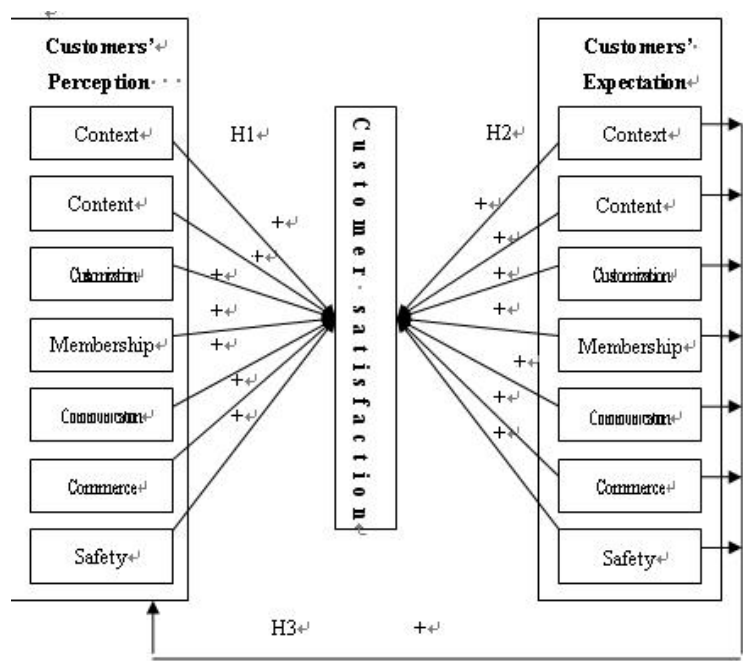 Customers'
Perception
Context
Content
Customization
Membership
Communication
Commerce
Safety
H1
+
+
+
+
+
+
+
Customer satisfaction
H2
+
+
+
+
+
+
+
Customers'
Expectation
Context
Content
Customization
Membership
Communication
Commerce
Safety
H3
+